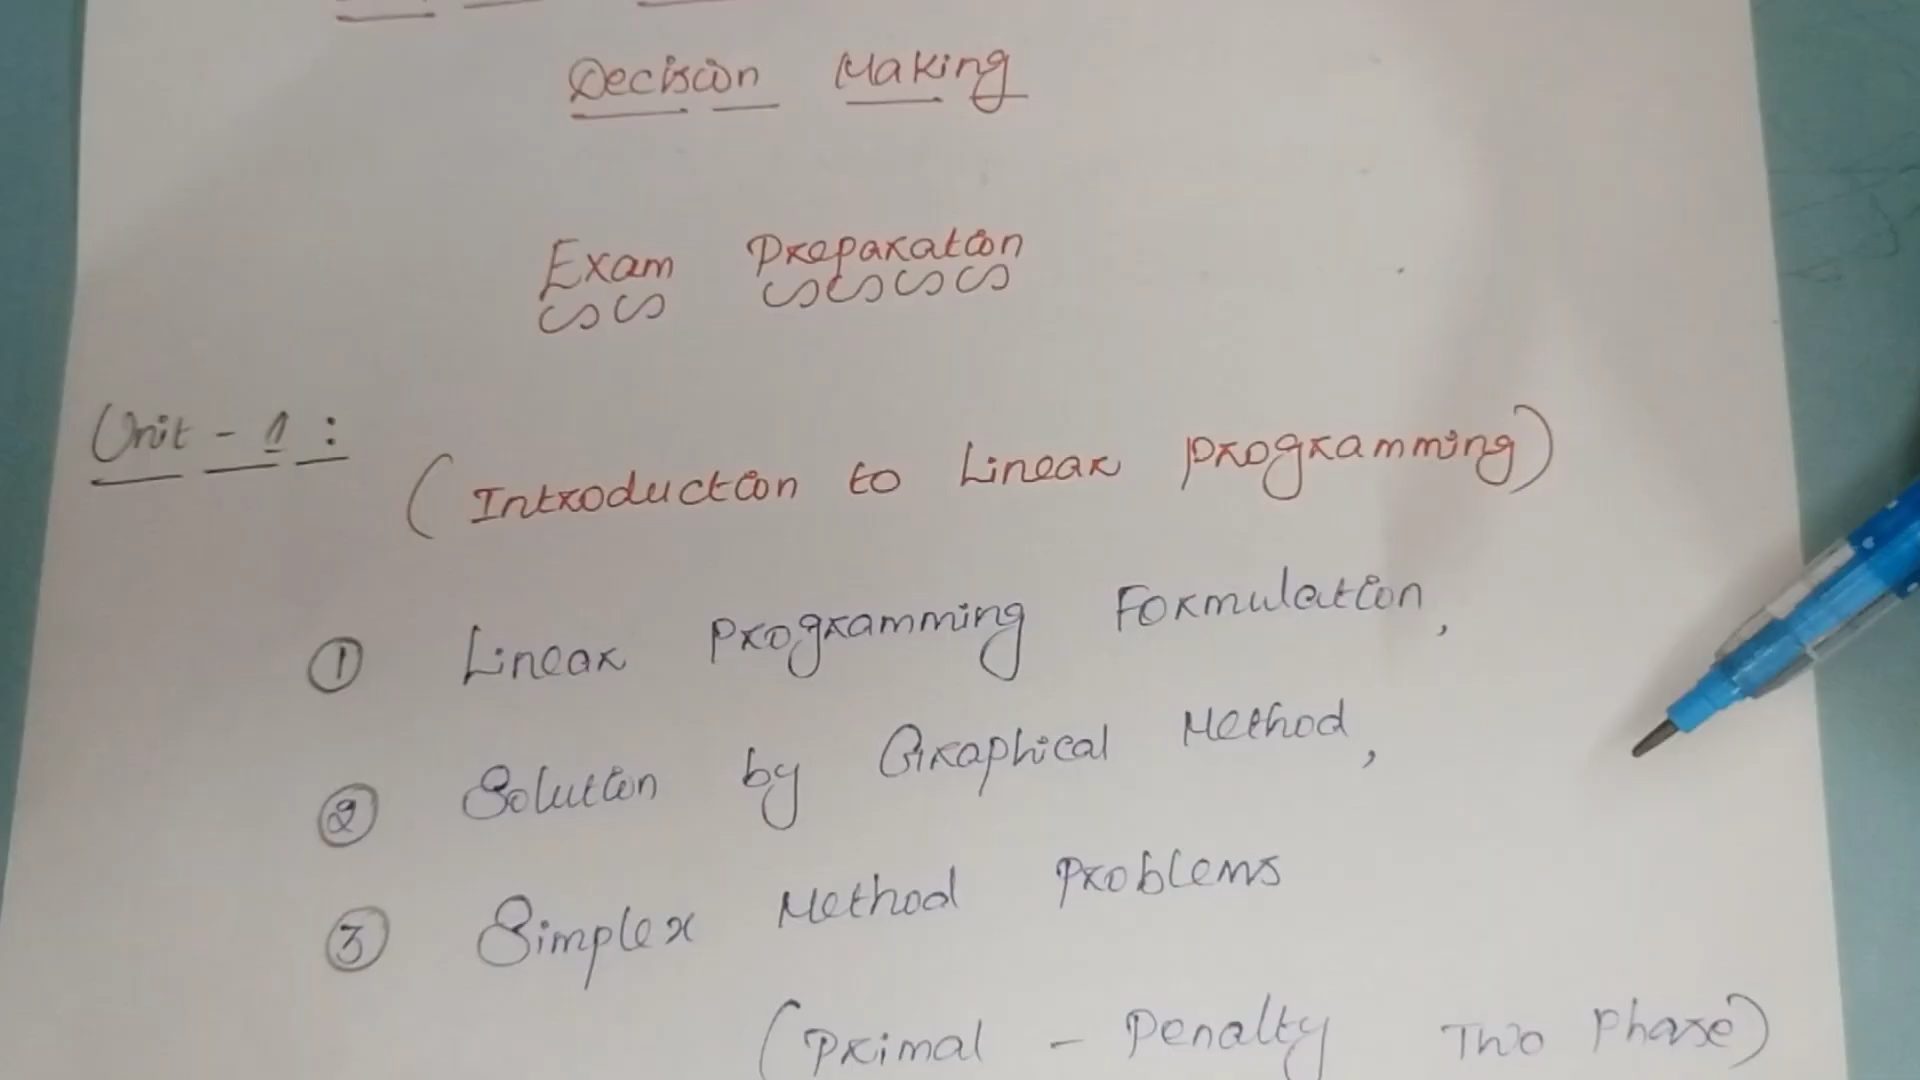 Decision Making
Exam Preparation
Unit - 1 :
(Introduction to Linear programming)
① Linear Programming Formulation,
② Solution by Graphical Method,
③ Simplex Method problems
(Primal - Penalty Two Phase)